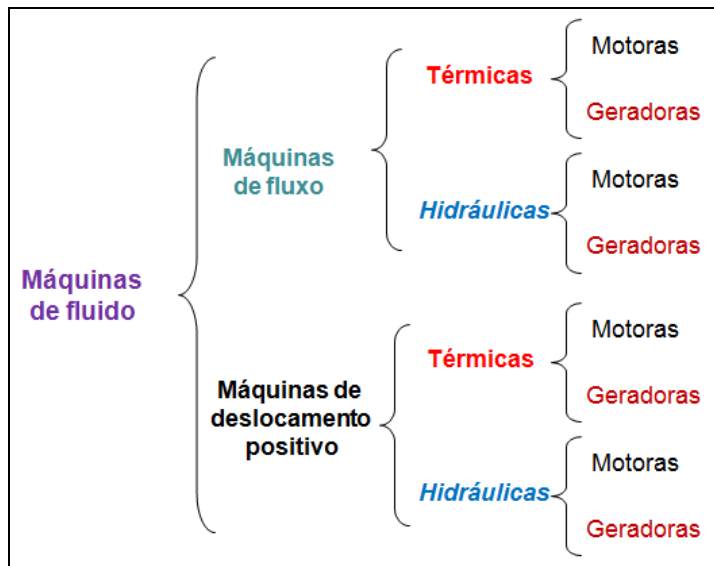 Máquinas
de fluido
Máquinas
de fluxo
Térmicas
Motoras
Geradoras
Hidráulicas
Motoras
Geradoras
Máquinas de
deslocamento
positivo
Térmicas
Motoras
Geradoras
Hidráulicas
Motoras
Geradoras